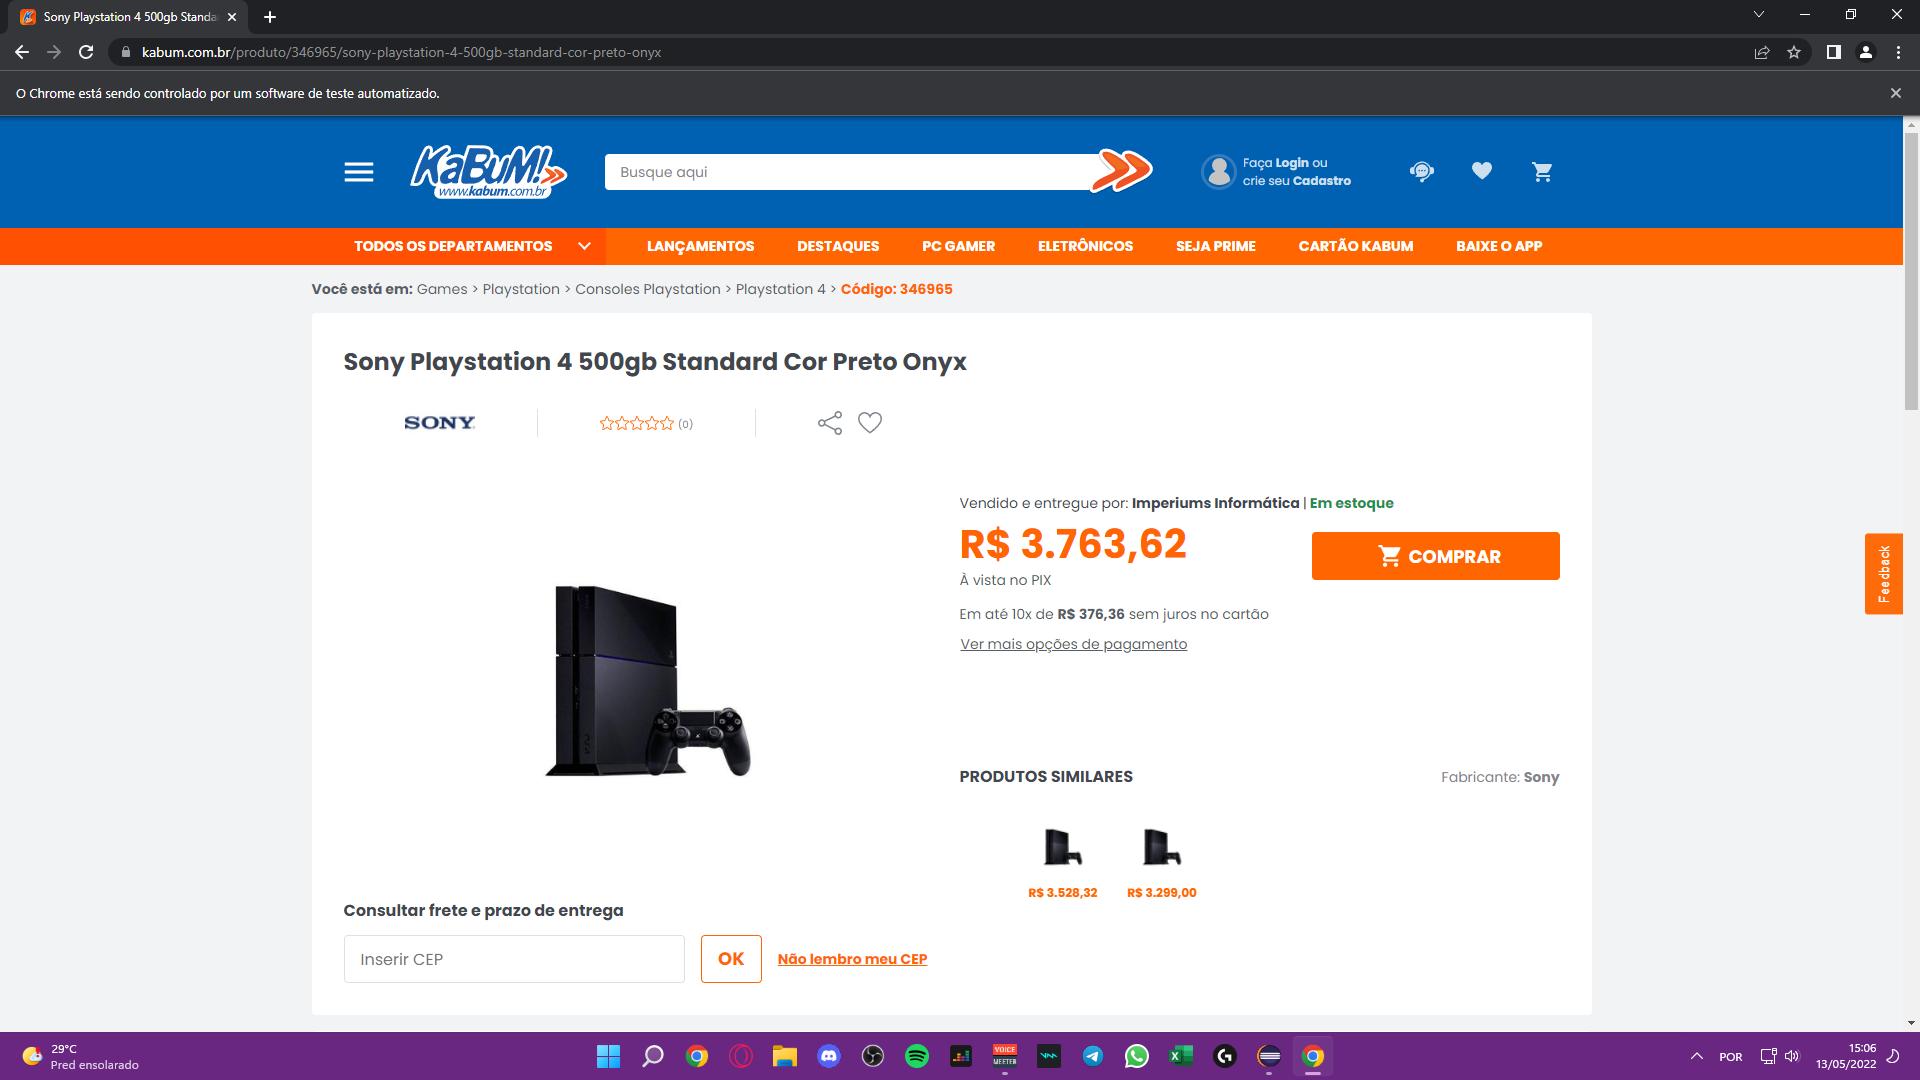 Sony Playstation 4 500gb Standa
kabum.com.br/produto/346965/sony-playstation-4-500gb-standard-cor-preto-onyx
O Chrome está sendo controlado por um software de teste automatizado.
KaBuM!
www.kabum.com.br
Busque aqui
Faça Login ou
crie seu Cadastro
TODOS OS DEPARTAMENTOS LANÇAMENTOS DESTAQUES PC GAMER ELETRÔNICOS SEJA PRIME CARTÃO KABUM BAIXE O APP
Você está em: Games > Playstation > Consoles Playstation > Playstation 4 > Código: 346965
Sony Playstation 4 500gb Standard Cor Preto Onyx
SONY (0)
Vendido e entregue por: Imperiums Informática | Em estoque
R$ 3.763,62
COMPRAR
À vista no PIX
Em até 10x de R$ 376,36 sem juros no cartão
Ver mais opções de pagamento
Feedback
PRODUTOS SIMILARES Fabricante: Sony
R$ 3.528,32 R$ 3.299,00
Consultar frete e prazo de entrega
Inserir CEP OK Não lembro meu CEP
29°C
Pred ensolarado
VOICE
MEETER
POR
15:06
13/05/2022